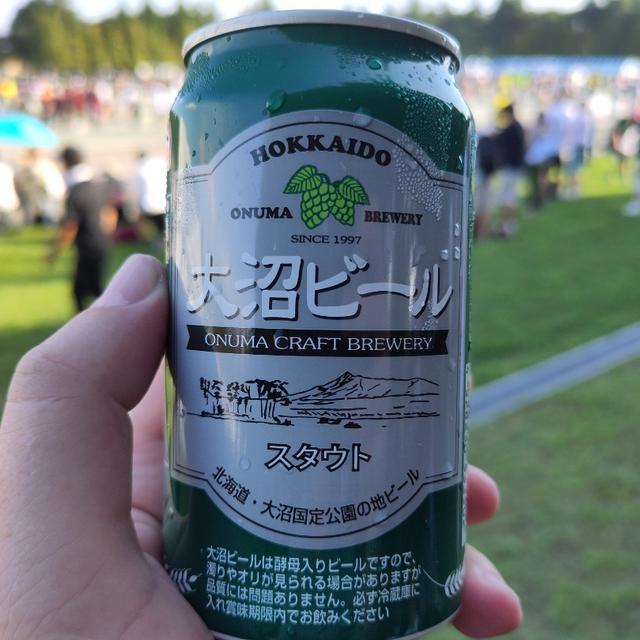 HOKKAIDO
ONUMA BREWERY
SINCE 1997
大沼ビール
ONUMA CRAFT BREWERY
スタウト
北海道・大沼国定公園の地ビール
大沼ビールは酵母入りビールですので、
濁りやオリが見られる場合がありますが
品質には問題ありません。必ず冷蔵庫に
入れ賞味期限内でお飲みください